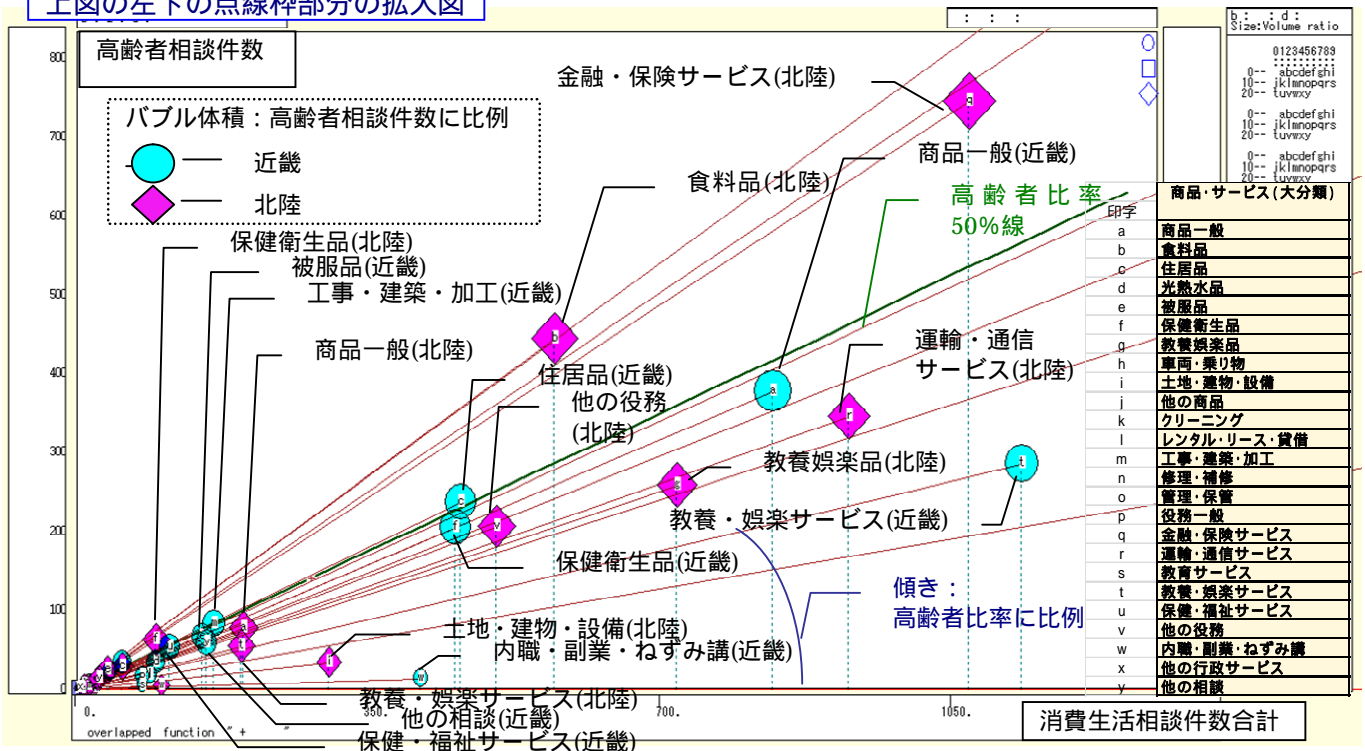 上図の左下の点線枠部分の拡大図
: : :
b: :d:
Size:Volume ratio
0123456789
0-- abcdefghi
10-- jklmnopqrs
20-- tuvwxy
0-- abcdefghi
10-- jklmnopqrs
20-- tuvwxy
0-- abcdefghi
10-- jklmnopqrs
20-- tuvwxy
高齢者相談件数
800
700
600
500
400
300
200
100
0
バブル体積：高齢者相談件数に比例
近畿
北陸
金融・保険サービス(北陸)
商品一般(近畿)
食料品(北陸)
高齢者比率
50%線
保健衛生品(北陸)
被服品(近畿)
工事・建築・加工(近畿)
商品一般(北陸)
住居品(近畿)
他の役務
(北陸)
運輸・通信
サービス(北陸)
教養娯楽品(北陸)
教養・娯楽サービス(近畿)
保健衛生品(近畿)
傾き：
高齢者比率に比例
土地・建物・設備(北陸)
内職・副業・ねずみ講(近畿)
教養・娯楽サービス(北陸)
他の相談(近畿)
保健・福祉サービス(近畿)
q
b
a
r
t
s
c
f
v
m
a
t
f
w
印字 商品・サービス(大分類)
a 商品一般
b 食料品
c 住居品
d 光熱水品
e 被服品
f 保健衛生品
g 教養娯楽品
h 車両・乗り物
i 土地・建物・設備
j 他の商品
k クリーニング
l レンタル・リース・賃借
m 工事・建築・加工
n 修理・補修
o 管理・保管
p 役務一般
q 金融・保険サービス
r 運輸・通信サービス
s 教育サービス
t 教養・娯楽サービス
u 保健・福祉サービス
v 他の役務
w 内職・副業・ねずみ講
x 他の行政サービス
y 他の相談
0. 350. 700. 1050.
overlapped function " + "
消費生活相談件数合計